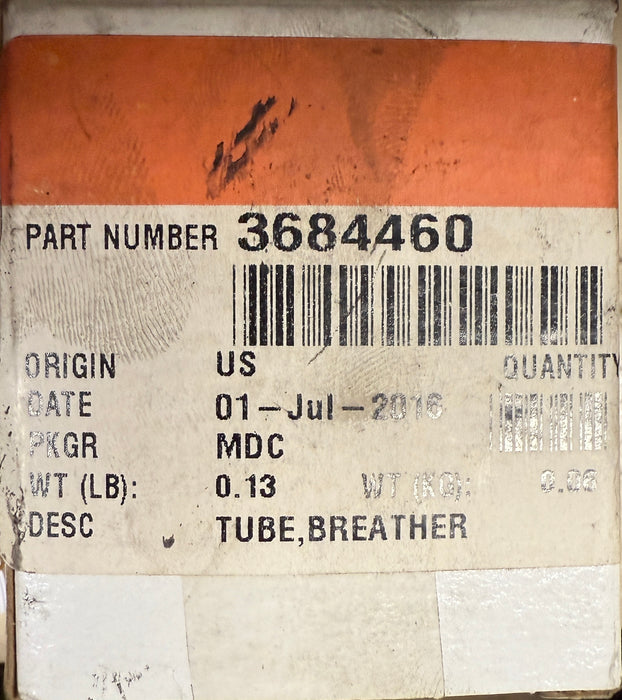 PART NUMBER 3684460
ORIGIN US QUANTITY
DATE 01-Jul-2016
PKGR MDC
WT (LB): 0.13 WT (KG): 0.06
DESC TUBE,BREATHER